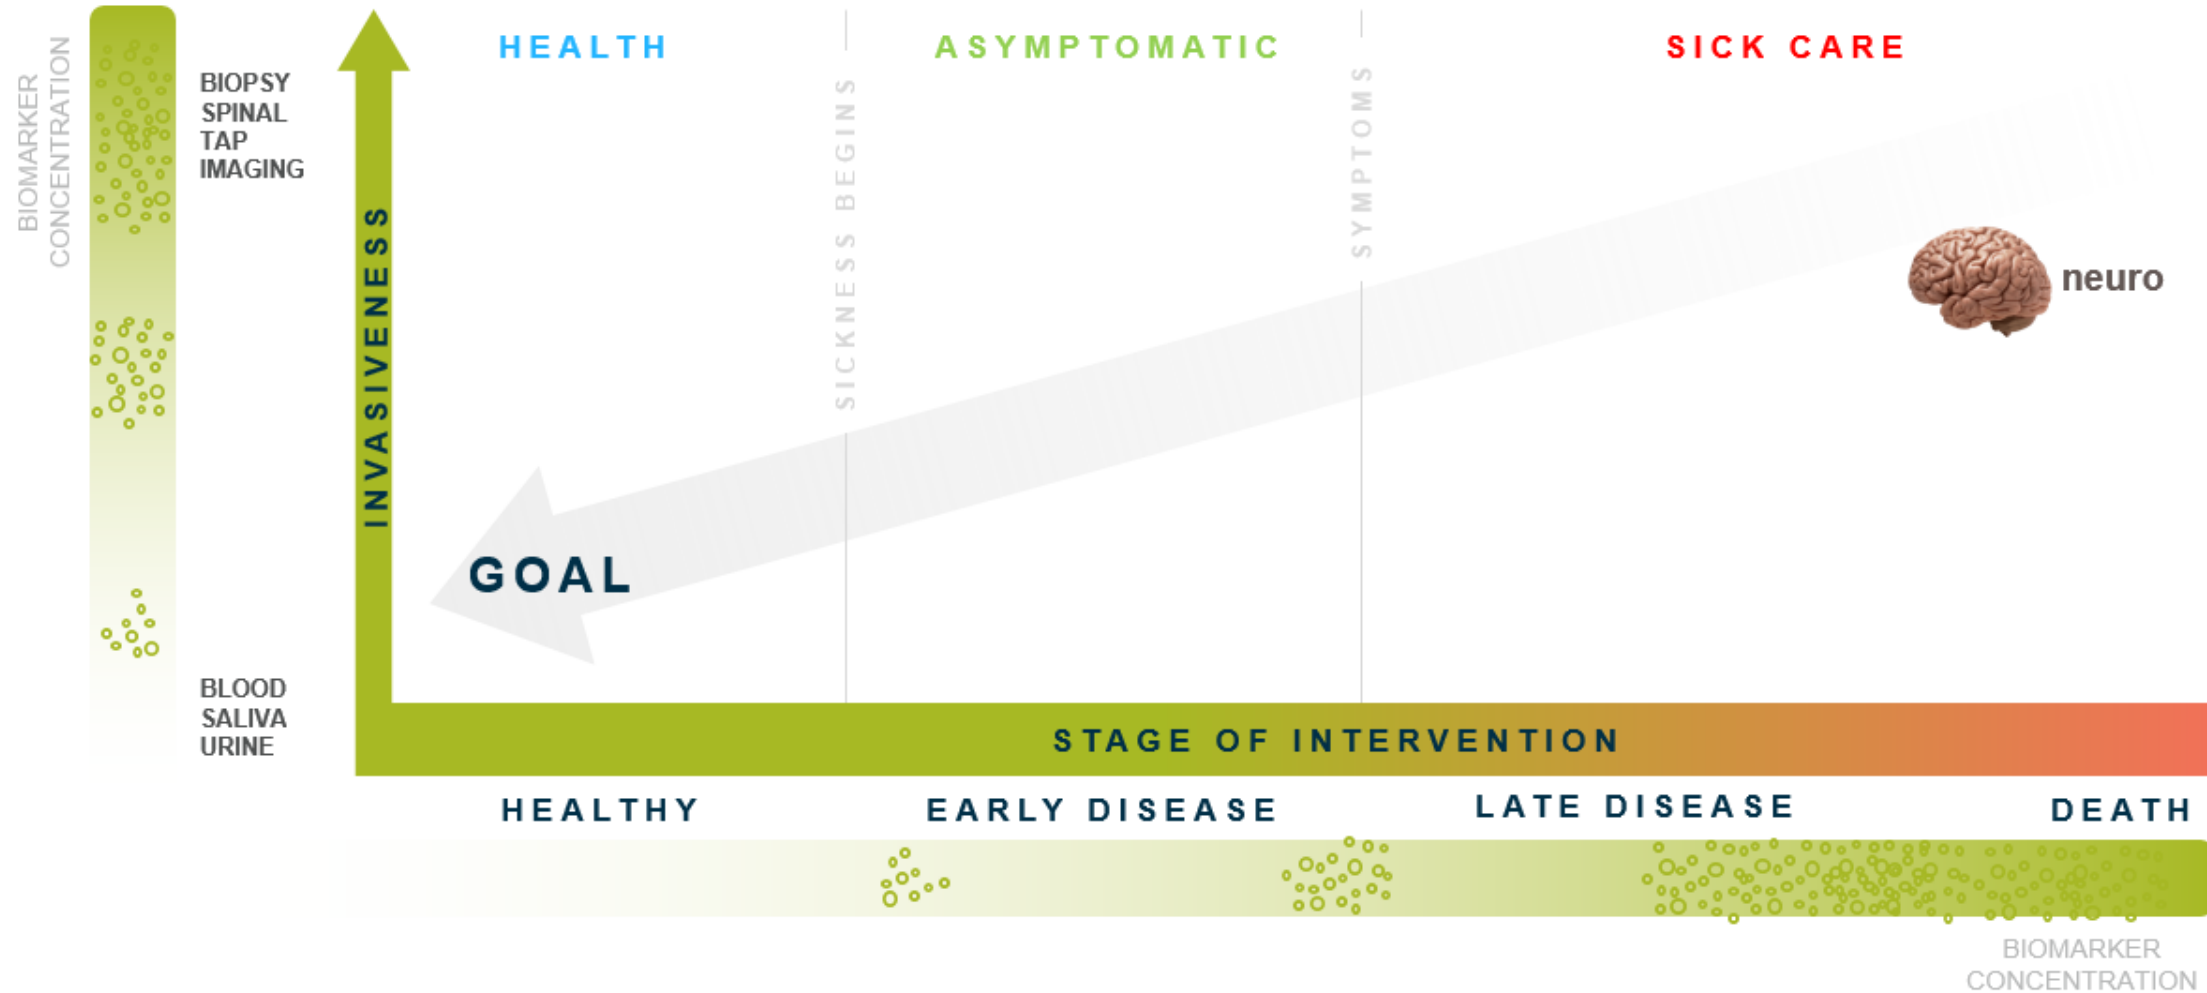 BIOMARKER
CONCENTRATION
BIOPSY
SPINAL
TAP
IMAGING
BLOOD
SALIVA
URINE
INVASIVENESS
HEALTH
ASYMPTOMATIC
SICK CARE
SICKNESS BEGINS
SYMPTOMS
neuro
GOAL
STAGE OF INTERVENTION
HEALTHY
EARLY DISEASE
LATE DISEASE
DEATH
BIOMARKER
CONCENTRATION